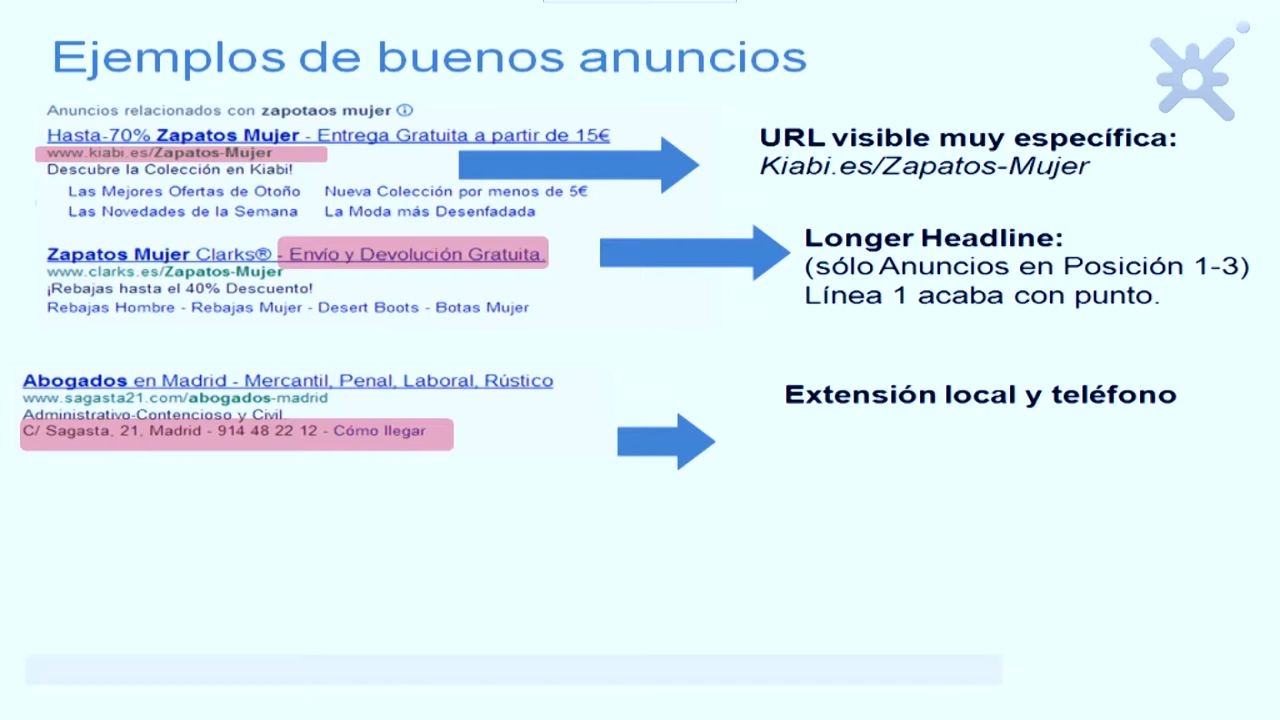 Ejemplos de buenos anuncios
Anuncios relacionados con zapotaos mujer
Hasta-70% Zapatos Mujer - Entrega Gratuita a partir de 15€
www.kiabi.es/Zapatos-Mujer
Descubre la Colección en Kiabi!
Las Mejores Ofertas de Otoño Nueva Colección por menos de 5€
Las Novedades de la Semana La Moda más Desenfadada
URL visible muy específica:
Kiabi.es/Zapatos-Mujer
Zapatos Mujer Clarks® - Envío y Devolución Gratuita.
www.clarks.es/Zapatos-Mujer
¡Rebajas hasta el 40% Descuento!
Rebajas Hombre - Rebajas Mujer - Desert Boots - Botas Mujer
Longer Headline:
(sólo Anuncios en Posición 1-3)
Línea 1 acaba con punto.
Abogados en Madrid - Mercantil, Penal, Laboral, Rústico
www.sagasta21.com/abogados-madrid
Administrativo-Contencioso y Civil
C/ Sagasta, 21, Madrid - 914 48 22 12 - Cómo llegar
Extensión local y teléfono